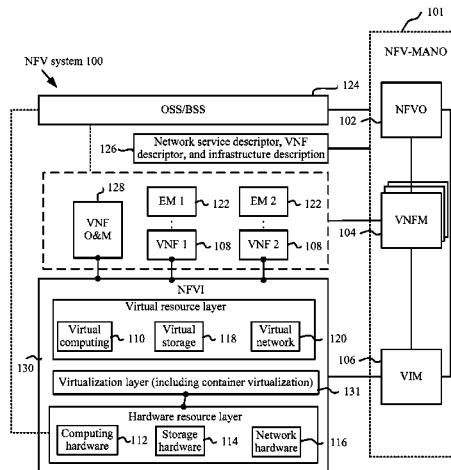 101
NFV-MANO
NFV system 100
124
OSS/BSS
NFVO
102
126
Network service descriptor, VNF
descriptor, and infrastructure description
128
VNF
O&M
EM 1
122
EM 2
122
VNF 1
108
VNF 2
108
VNFM
104
NFVI
Virtual resource layer
Virtual
computing
110
Virtual
storage
118
Virtual
network
120
130
106
VIM
Virtualization layer (including container virtualization)
131
Hardware resource layer
Computing
hardware
112
Storage
hardware
114
Network
hardware
116